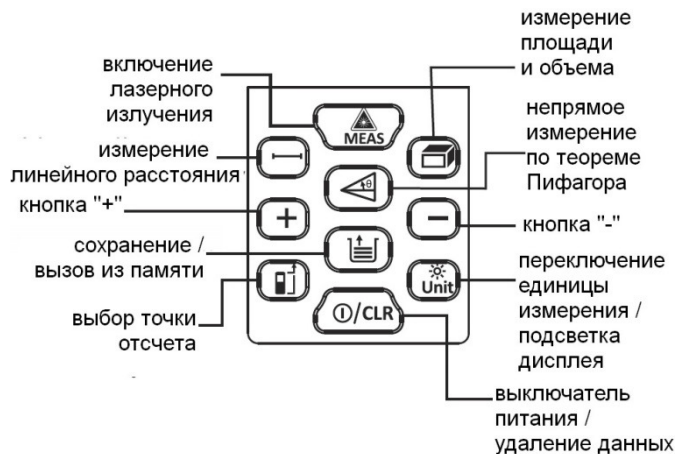 включение
лазерного
излучения
измерение
линейного расстояния
кнопка "+"
сохранение /
вызов из памяти
выбор точки
отсчета
MEAS
θ
+
−
Unit
/CLR
измерение
площади
и объема
непрямое
измерение
по теореме
Пифагора
кнопка "-"
переключение
единицы
измерения /
подсветка
дисплея
выключатель
питания /
удаление данных